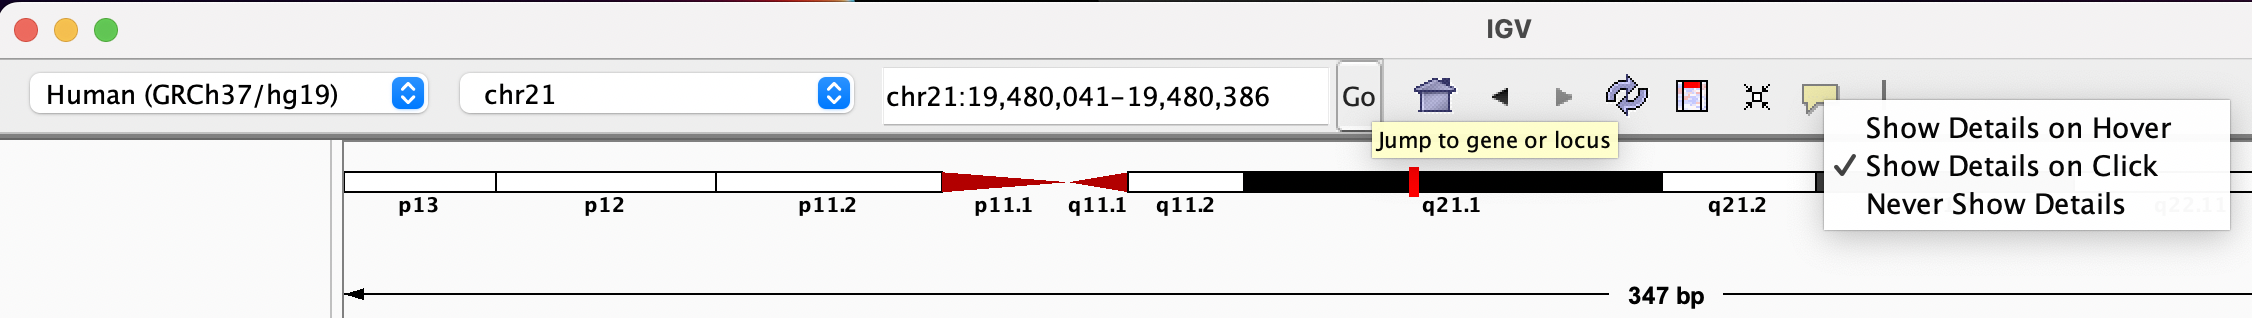 IGV
Human (GRCh37/hg19)
chr21
chr21:19,480,041-19,480,386
Go
Jump to gene or locus
Show Details on Hover
✓ Show Details on Click
Never Show Details
p13 p12 p11.2 p11.1 q11.1 q11.2 q21.1 q21.2 q22.11
347 bp